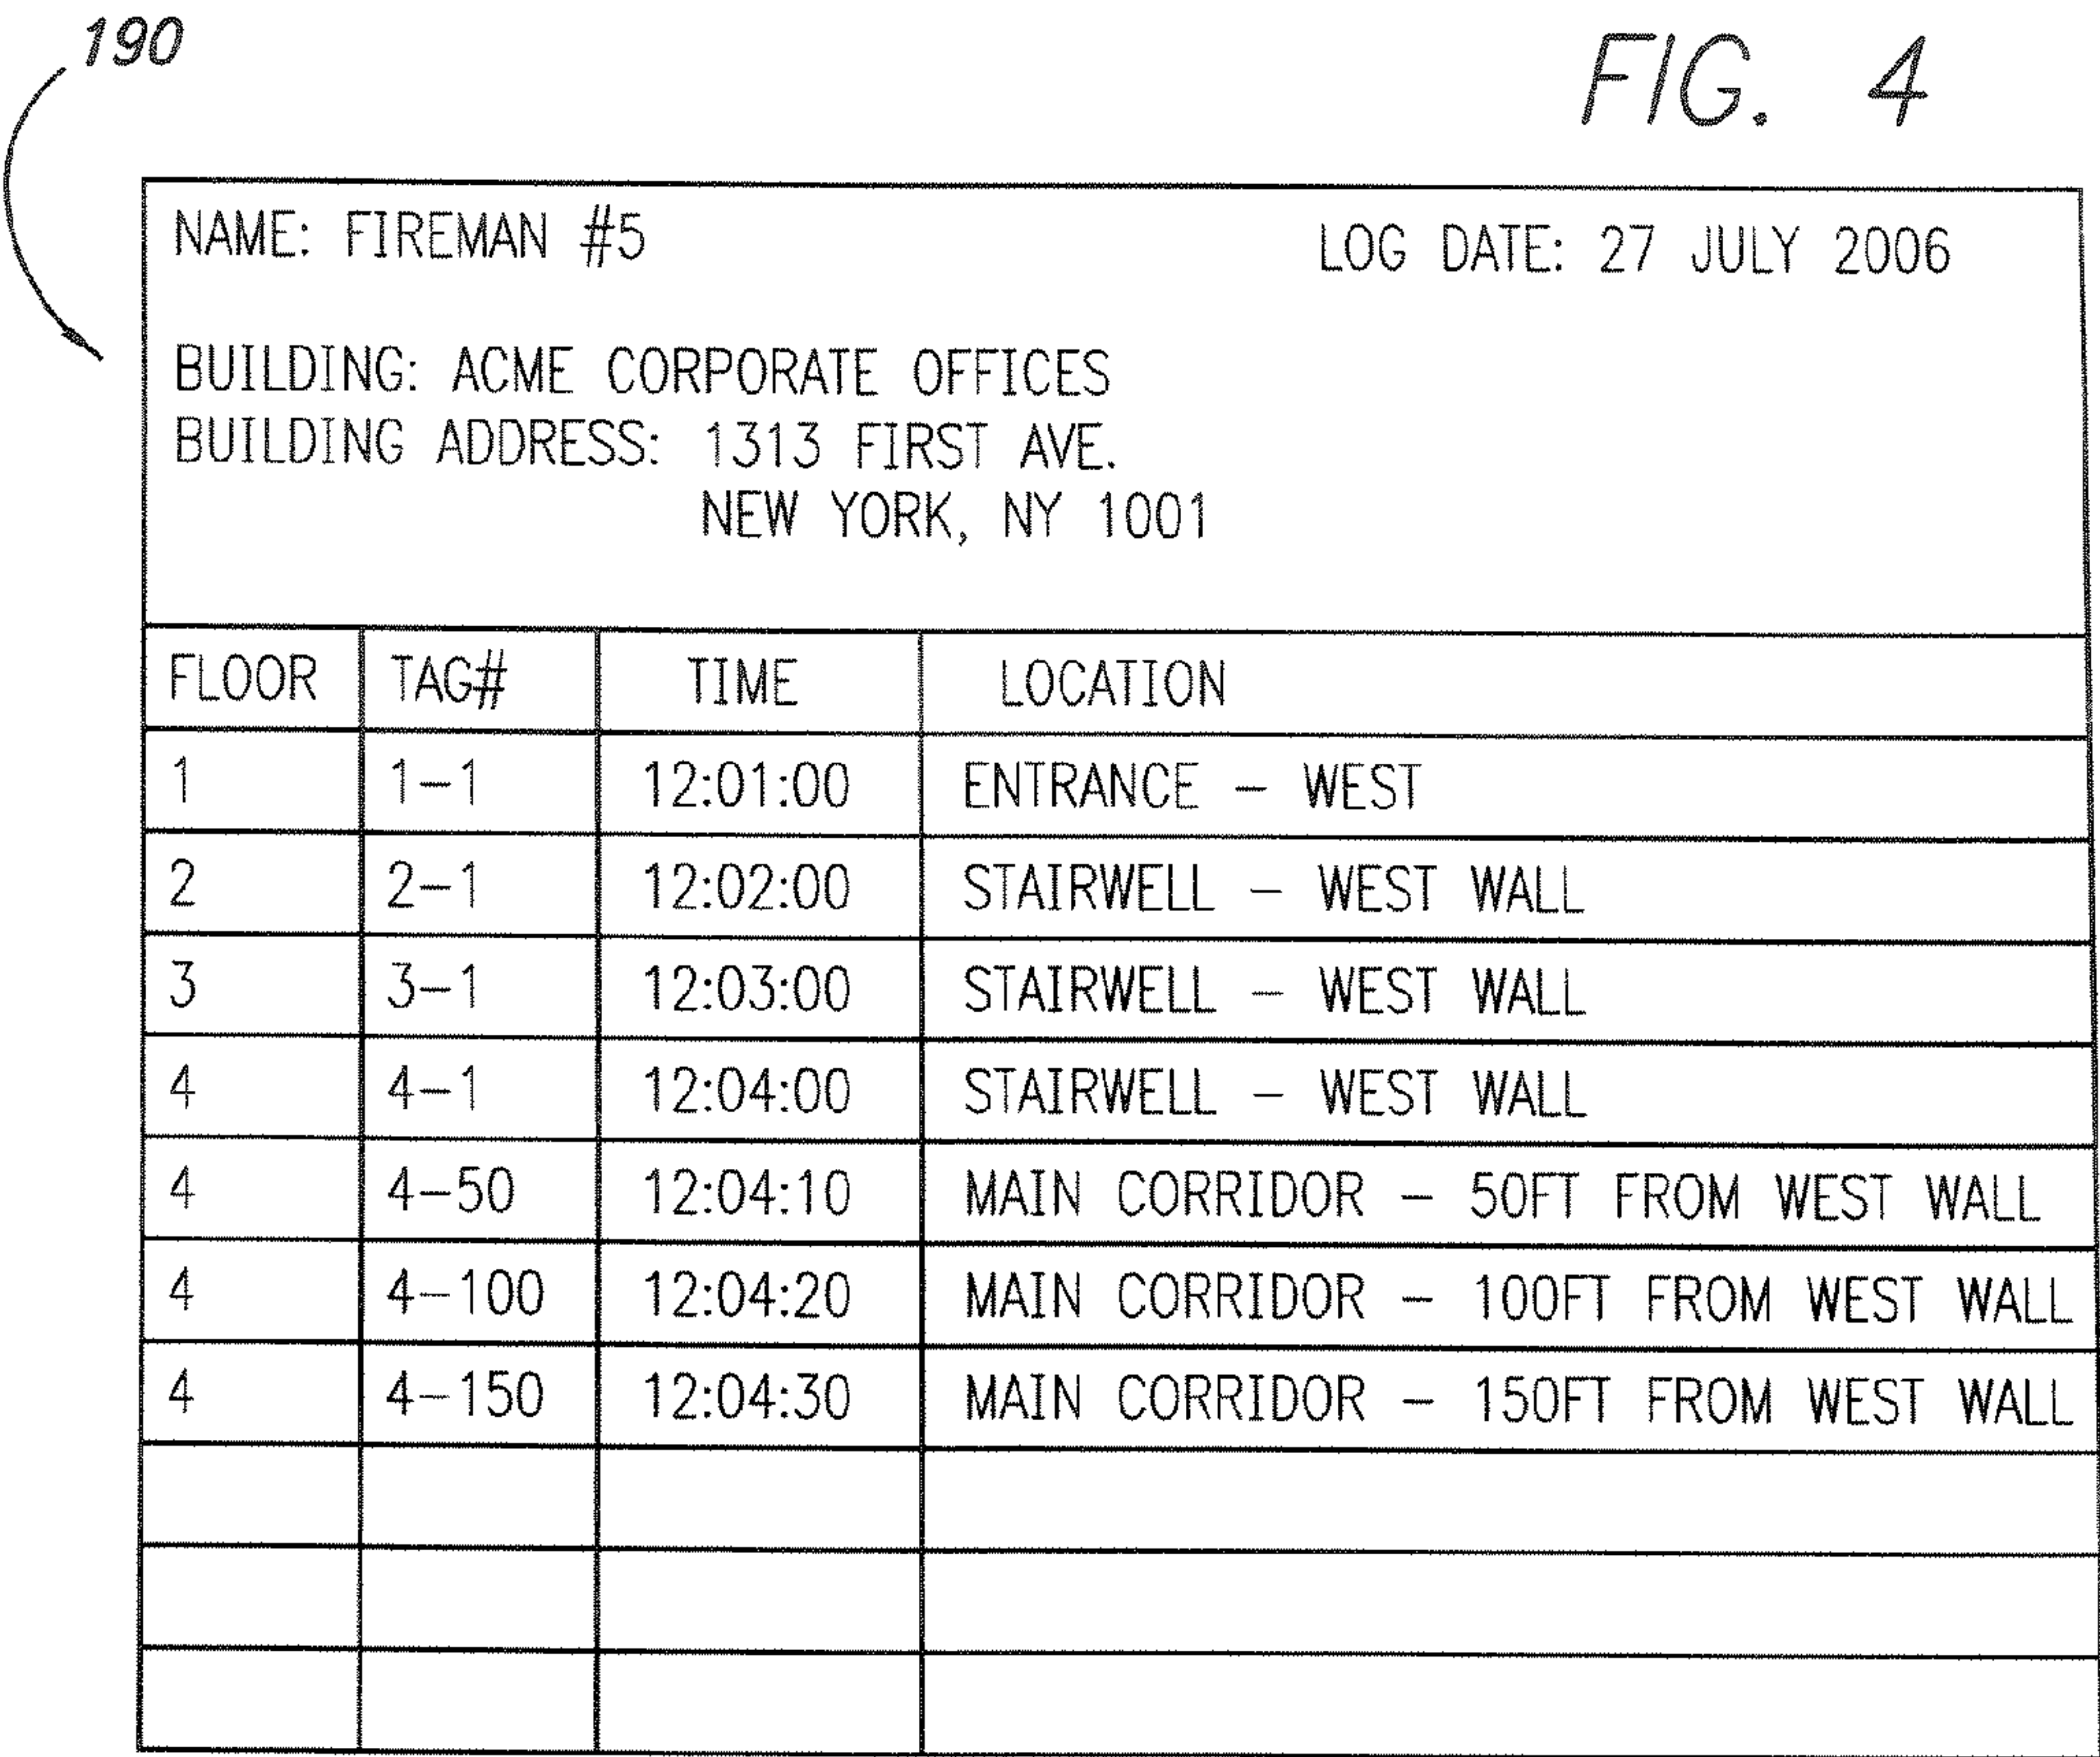 190
FIG. 4
NAME: FIREMAN #5 LOG DATE: 27 JULY 2006
BUILDING: ACME CORPORATE OFFICES
BUILDING ADDRESS: 1313 FIRST AVE.
NEW YORK, NY 1001
FLOOR TAG# TIME LOCATION
1 1-1 12:01:00 ENTRANCE - WEST
2 2-1 12:02:00 STAIRWELL - WEST WALL
3 3-1 12:03:00 STAIRWELL - WEST WALL
4 4-1 12:04:00 STAIRWELL - WEST WALL
4 4-50 12:04:10 MAIN CORRIDOR - 50FT FROM WEST WALL
4 4-100 12:04:20 MAIN CORRIDOR - 100FT FROM WEST WALL
4 4-150 12:04:30 MAIN CORRIDOR - 150FT FROM WEST WALL